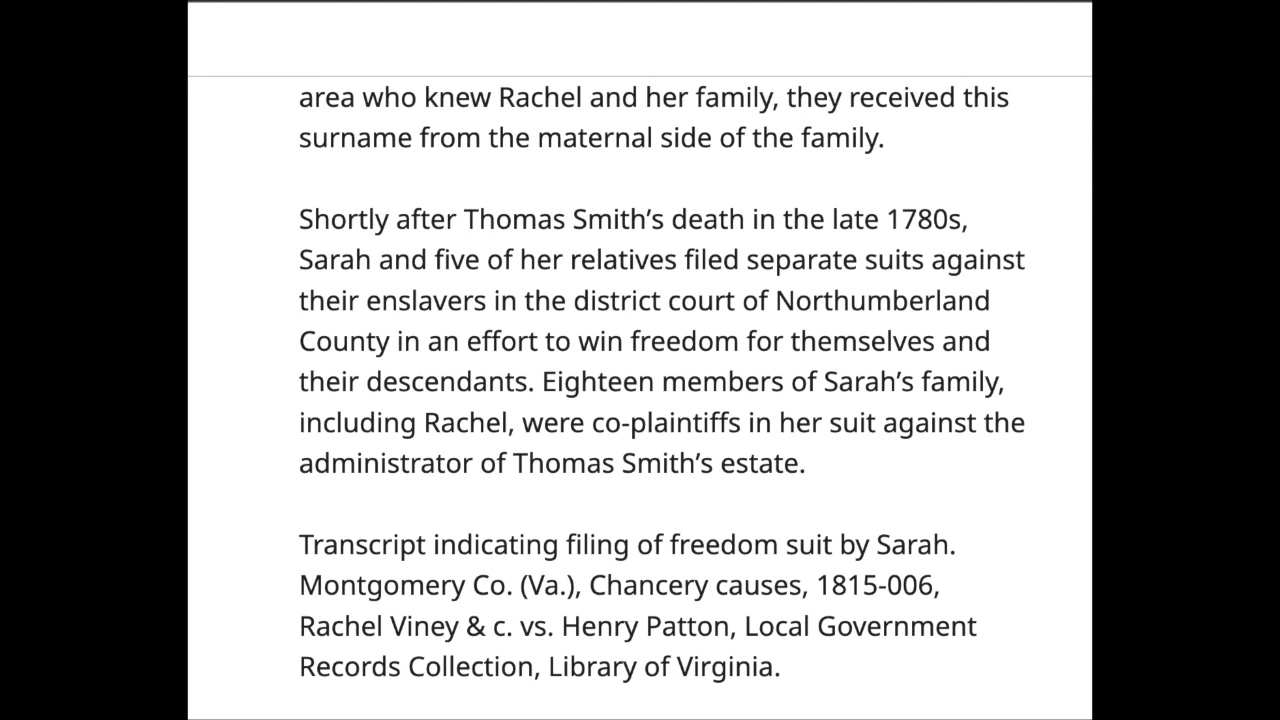 area who knew Rachel and her family, they received this
surname from the maternal side of the family.
Shortly after Thomas Smith’s death in the late 1780s,
Sarah and five of her relatives filed separate suits against
their enslavers in the district court of Northumberland
County in an effort to win freedom for themselves and
their descendants. Eighteen members of Sarah’s family,
including Rachel, were co-plaintiffs in her suit against the
administrator of Thomas Smith’s estate.
Transcript indicating filing of freedom suit by Sarah.
Montgomery Co. (Va.), Chancery causes, 1815-006,
Rachel Viney & c. vs. Henry Patton, Local Government
Records Collection, Library of Virginia.